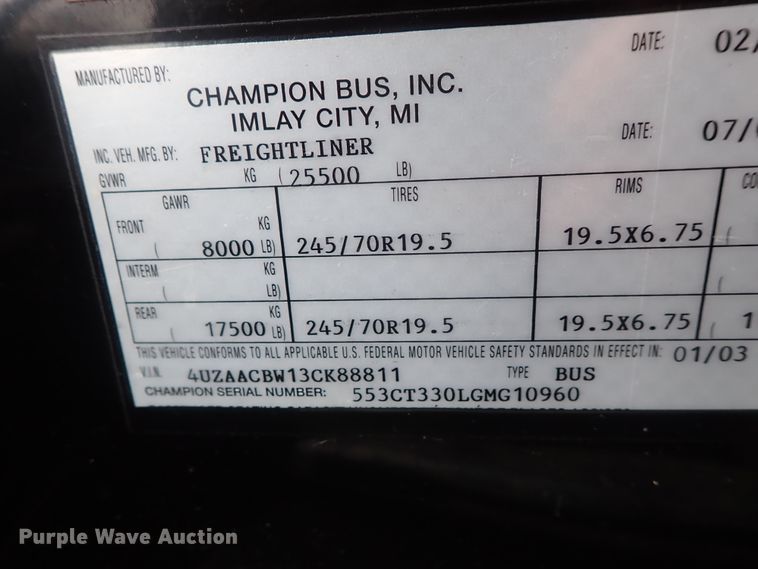 DATE: 02/
MANUFACTURED BY:
CHAMPION BUS, INC.
IMLAY CITY, MI
DATE: 07/
INC. VEH. MFG. BY: FREIGHTLINER
GVWR KG ( 25500 LB)
GAWR TIRES RIMS CO
FRONT KG
( 8000 LB) 245/70R19.5 19.5X6.75 (
INTERM KG
( LB)
REAR KG
( 17500 LB) 245/70R19.5 19.5X6.75 ( 1
THIS VEHICLE CONFORMS TO ALL APPLICABLE U.S. FEDERAL MOTOR VEHICLE SAFETY STANDARDS IN EFFECT IN: 01/03
V.I.N. 4UZAACBW13CK88811 TYPE BUS
CHAMPION SERIAL NUMBER: 553CT330LGMG10960
Purple Wave Auction